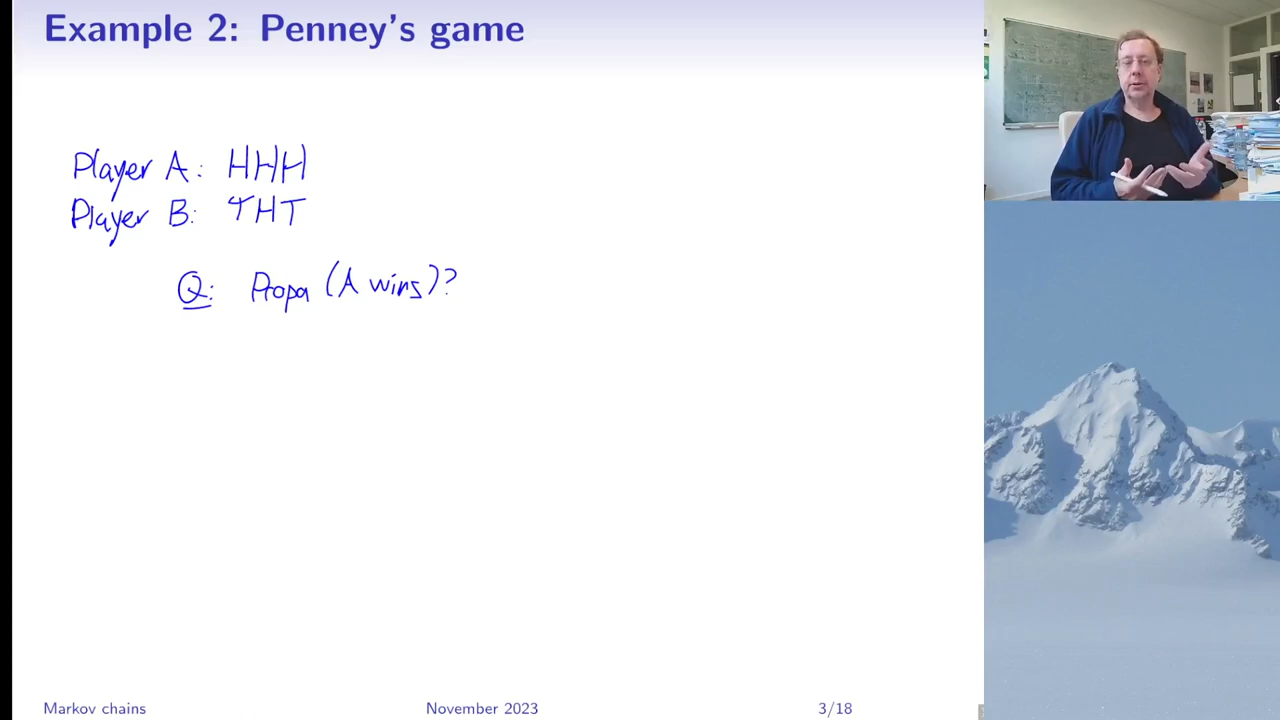 Example 2: Penney's game
Player A: HHH
Player B: THT
Q: Propa (A wins)?
Markov chains November 2023 3/18